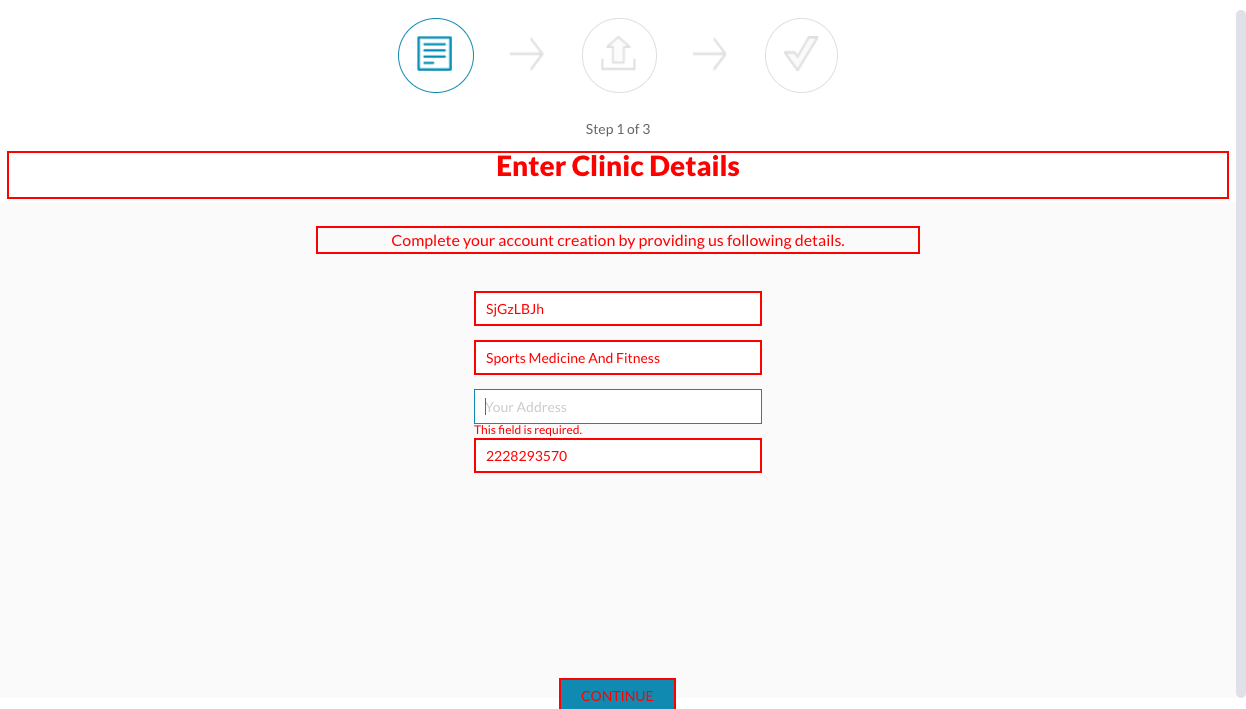 Step 1 of 3
Enter Clinic Details
Complete your account creation by providing us following details.
SjGzLBJh
Sports Medicine And Fitness
Your Address
This field is required.
2228293570
CONTINUE